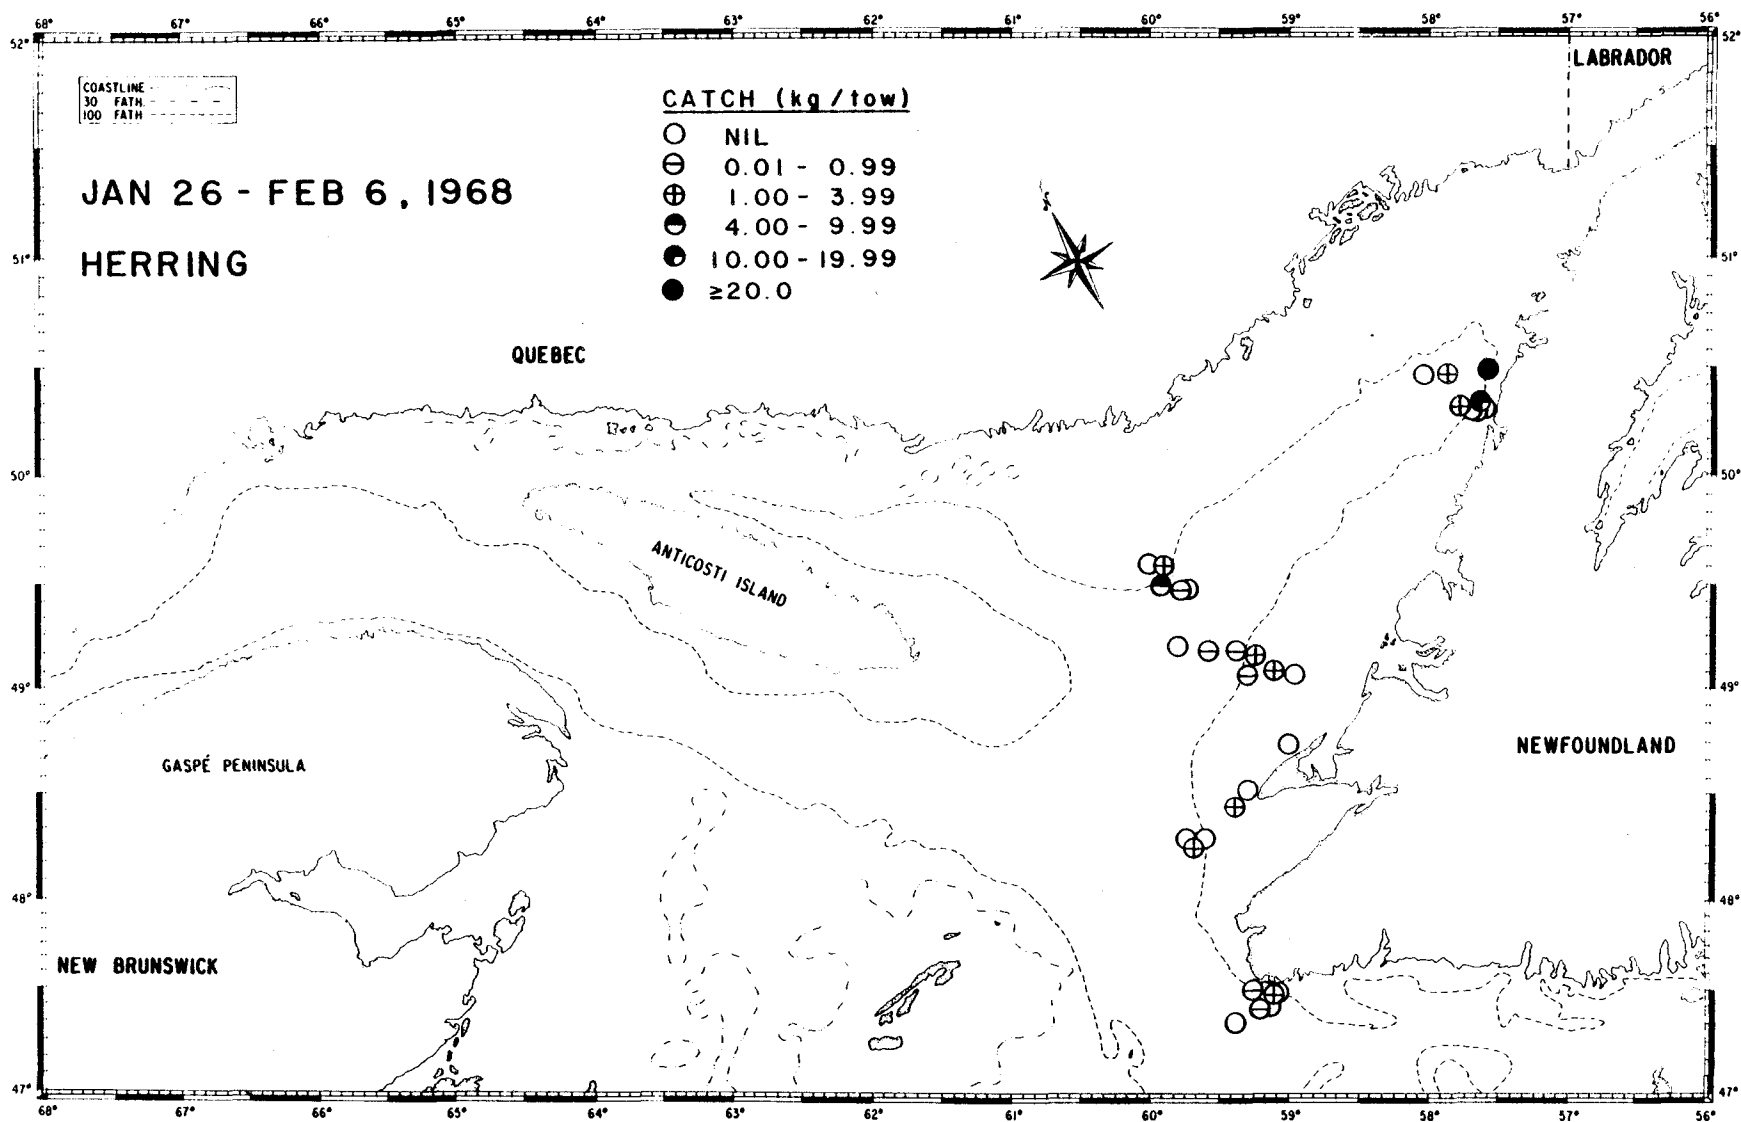 68° 67° 66° 65° 64° 63° 62° 61° 60° 59° 58° 57° 56°
52° 52°
LABRADOR
COASTLINE
30 FATH.
100 FATH
CATCH (kg/tow)
NIL
0.01 - 0.99
1.00 - 3.99
4.00 - 9.99
10.00 - 19.99
≥20.0
JAN 26 - FEB 6, 1968
HERRING
51° 51°
QUEBEC
50° 50°
ANTICOSTI ISLAND
49° 49°
NEWFOUNDLAND
GASPÉ PENINSULA
48° 48°
NEW BRUNSWICK
47° 47°
68° 67° 66° 65° 64° 63° 62° 61° 60° 59° 58° 57° 56°